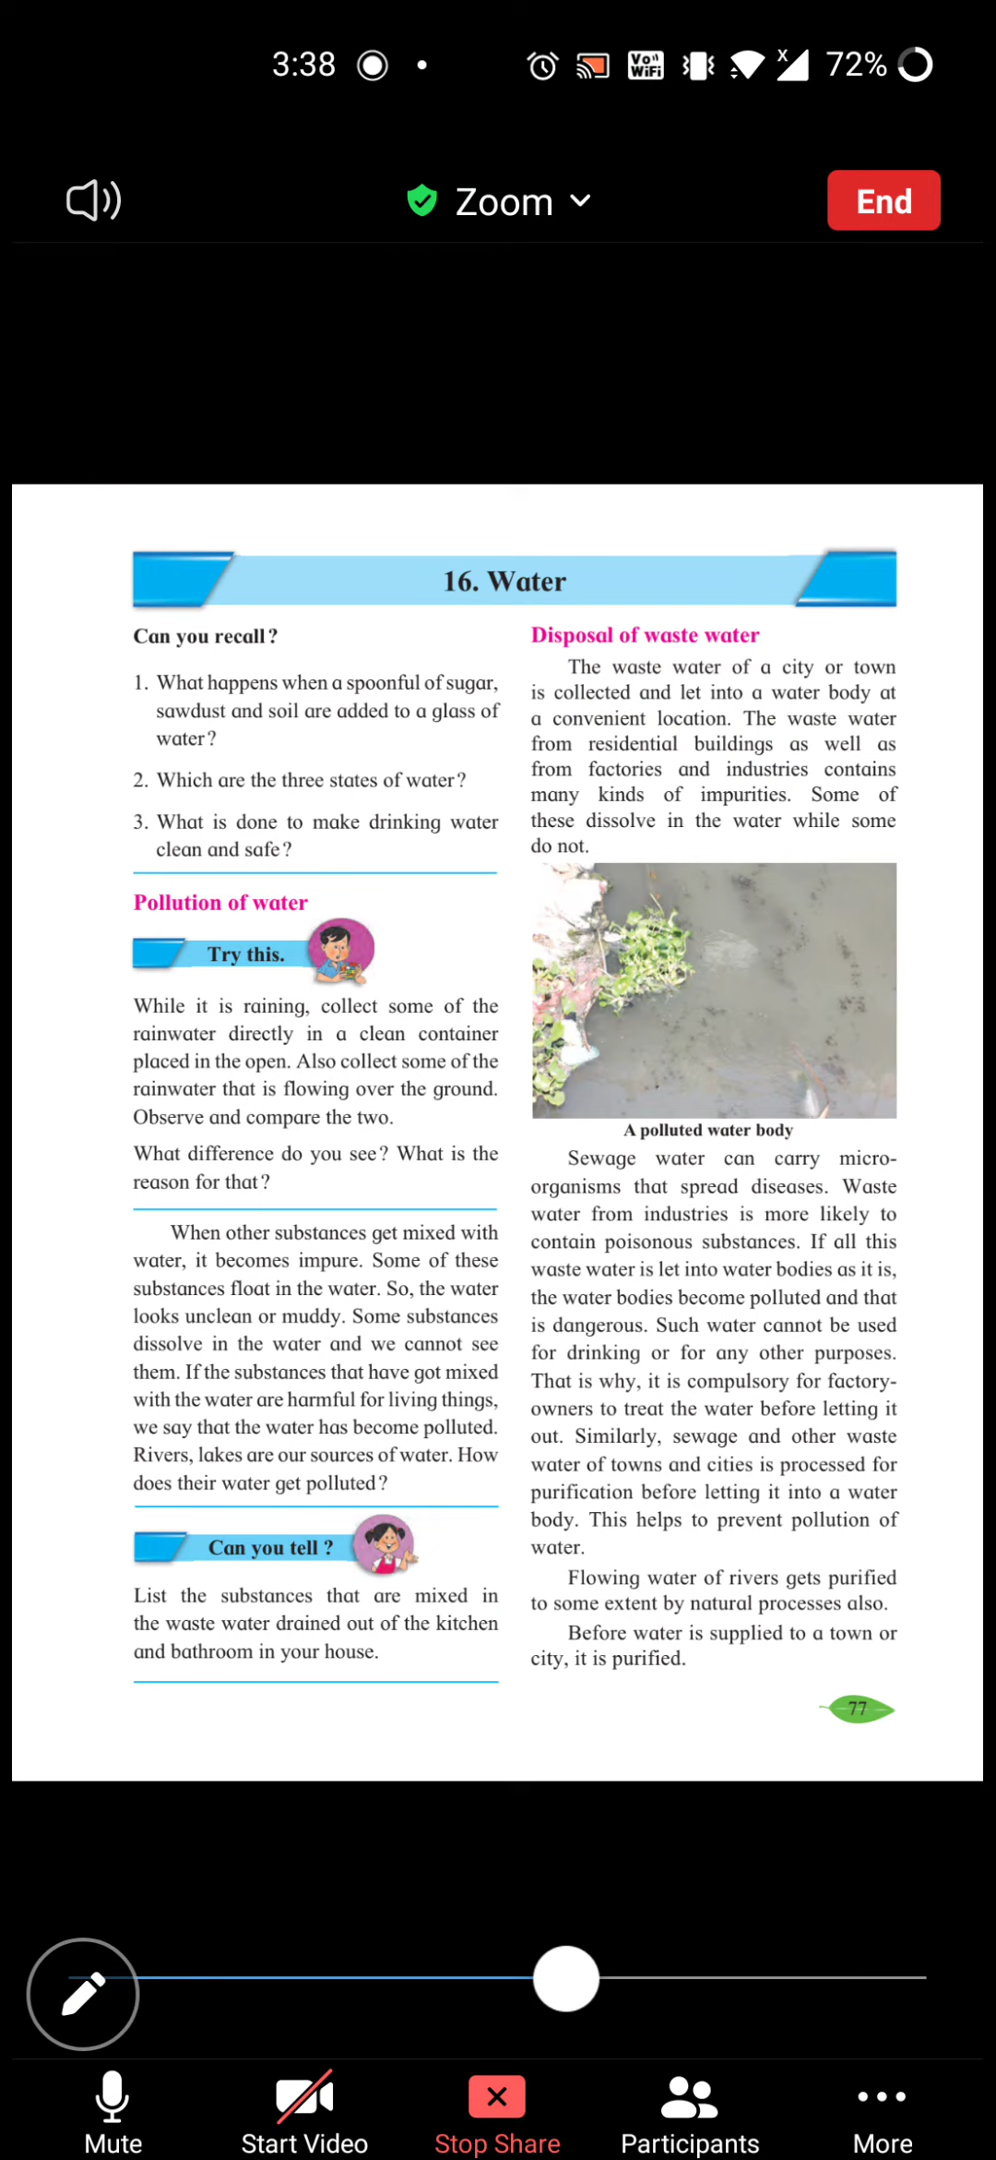 3:38
Vo WiFi
X
72%
Zoom
End
16. Water
Can you recall?
1. What happens when a spoonful of sugar,
sawdust and soil are added to a glass of
water?
2. Which are the three states of water?
3. What is done to make drinking water
clean and safe?
Pollution of water
Try this.
While it is raining, collect some of the
rainwater directly in a clean container
placed in the open. Also collect some of the
rainwater that is flowing over the ground.
Observe and compare the two.
What difference do you see? What is the
reason for that?
When other substances get mixed with
water, it becomes impure. Some of these
substances float in the water. So, the water
looks unclean or muddy. Some substances
dissolve in the water and we cannot see
them. If the substances that have got mixed
with the water are harmful for living things,
we say that the water has become polluted.
Rivers, lakes are our sources of water. How
does their water get polluted?
Can you tell ?
List the substances that are mixed in
the waste water drained out of the kitchen
and bathroom in your house.
Disposal of waste water
The waste water of a city or town
is collected and let into a water body at
a convenient location. The waste water
from residential buildings as well as
from factories and industries contains
many kinds of impurities. Some of
these dissolve in the water while some
do not.
A polluted water body
Sewage water can carry micro-
organisms that spread diseases. Waste
water from industries is more likely to
contain poisonous substances. If all this
waste water is let into water bodies as it is,
the water bodies become polluted and that
is dangerous. Such water cannot be used
for drinking or for any other purposes.
That is why, it is compulsory for factory-
owners to treat the water before letting it
out. Similarly, sewage and other waste
water of towns and cities is processed for
purification before letting it into a water
body. This helps to prevent pollution of
water.
Flowing water of rivers gets purified
to some extent by natural processes also.
Before water is supplied to a town or
city, it is purified.
77
Mute
Start Video
Stop Share
Participants
More